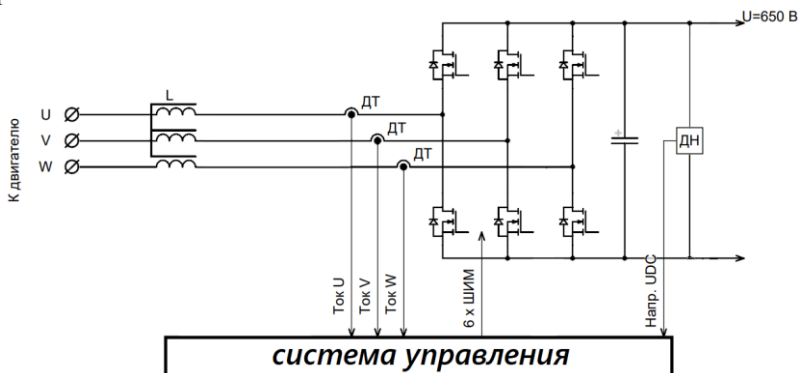 U=650 В
L
ДТ
U
ДТ
V
ДТ
W
ДН
К двигателю
+
Ток U
Ток V
Ток W
6 x ШИМ
Напр. UDC
система управления